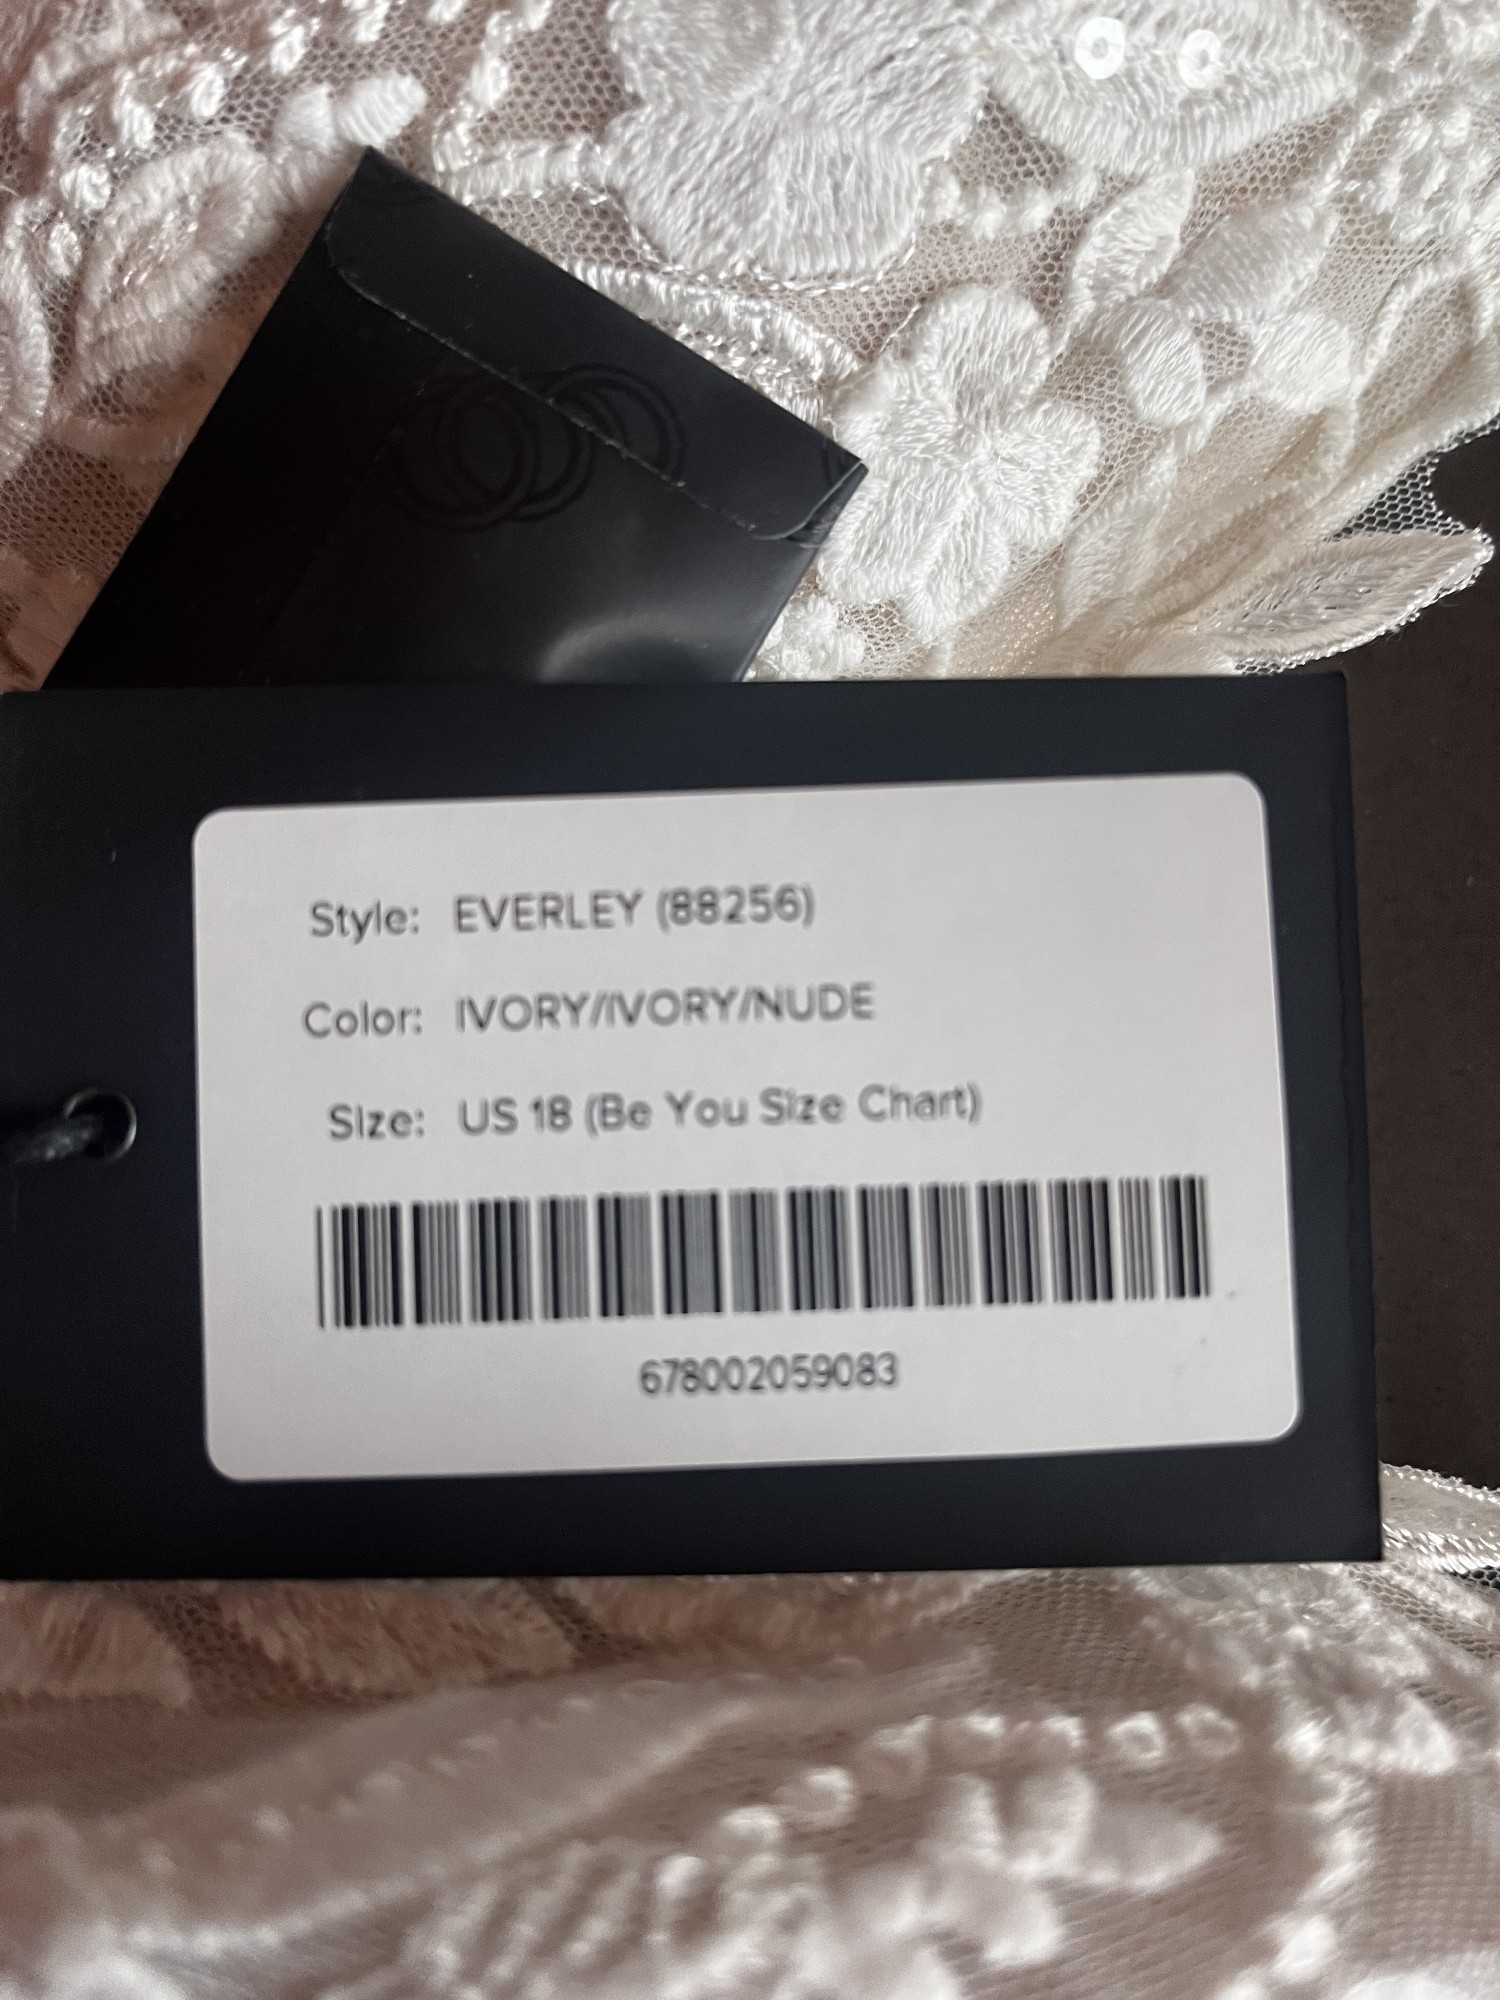 Style: EVERLEY (88256)
Color: IVORY/IVORY/NUDE
Size: US 18 (Be You Size Chart)
678002059083